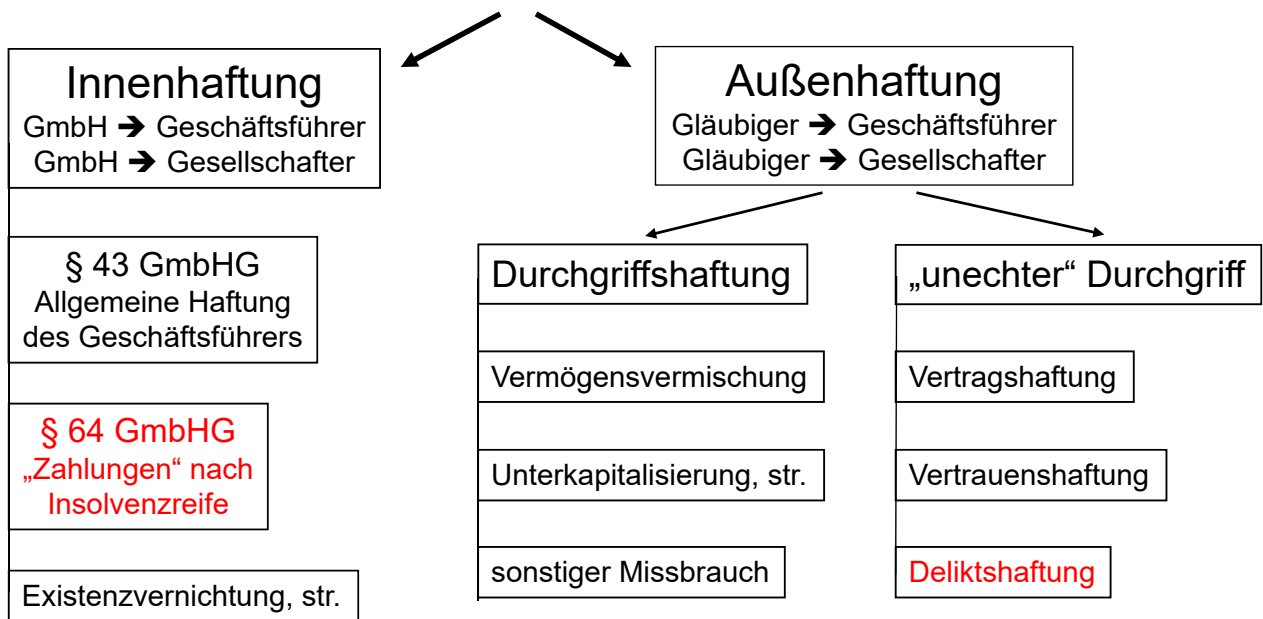 Innenhaftung
GmbH ➔ Geschäftsführer
GmbH ➔ Gesellschafter
§ 43 GmbHG
Allgemeine Haftung
des Geschäftsführers
§ 64 GmbHG
„Zahlungen“ nach
Insolvenzreife
Existenzvernichtung, str.
Außenhaftung
Gläubiger ➔ Geschäftsführer
Gläubiger ➔ Gesellschafter
Durchgriffshaftung
Vermögensvermischung
Unterkapitalisierung, str.
sonstiger Missbrauch
„unechter“ Durchgriff
Vertragshaftung
Vertrauenshaftung
Deliktshaftung